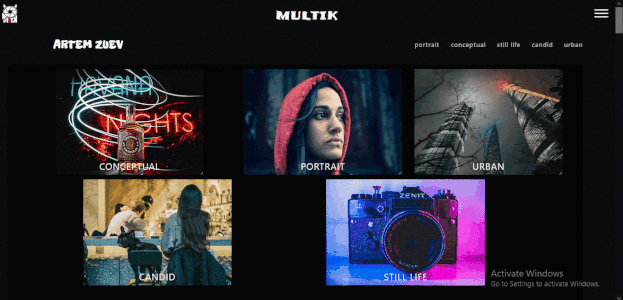 MULTIK
ARTEM ZUEV
portrait conceptual still life candid urban
HAVANA
NIGHTS
CONCEPTUAL
PORTRAIT
URBAN
ZENIT
CANDID
STILL LIFE
Activate Windows
Go to Settings to activate Windows.